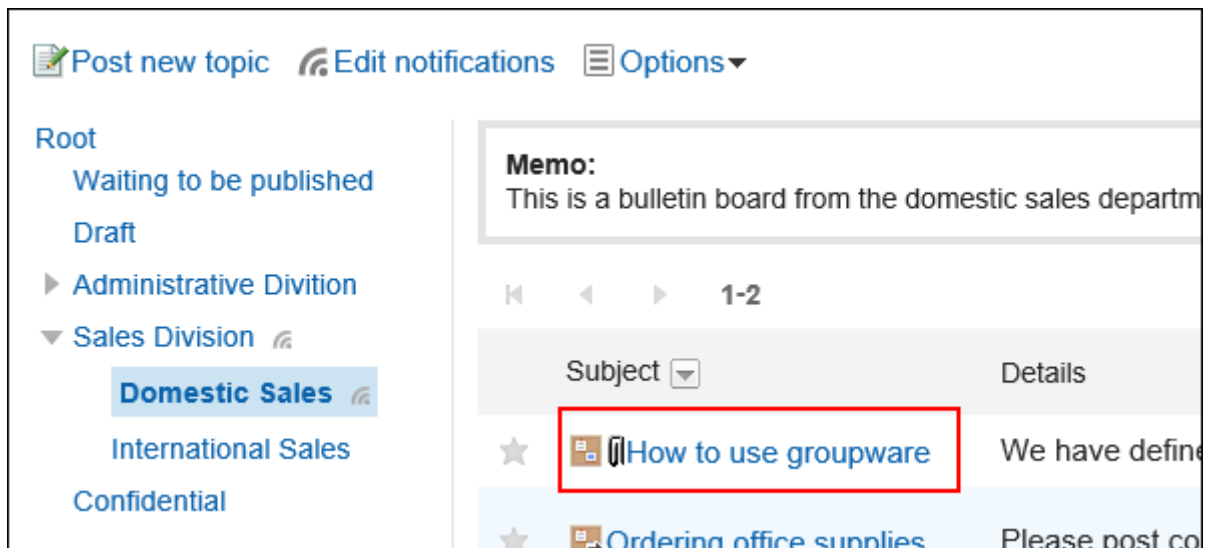 Post new topic Edit notifications Options
Root
Waiting to be published
Draft
Administrative Divition
Sales Division
Domestic Sales
International Sales
Confidential
Memo:
This is a bulletin board from the domestic sales departm
1-2
Subject Details
How to use groupware We have define
Ordering office supplies Please post co